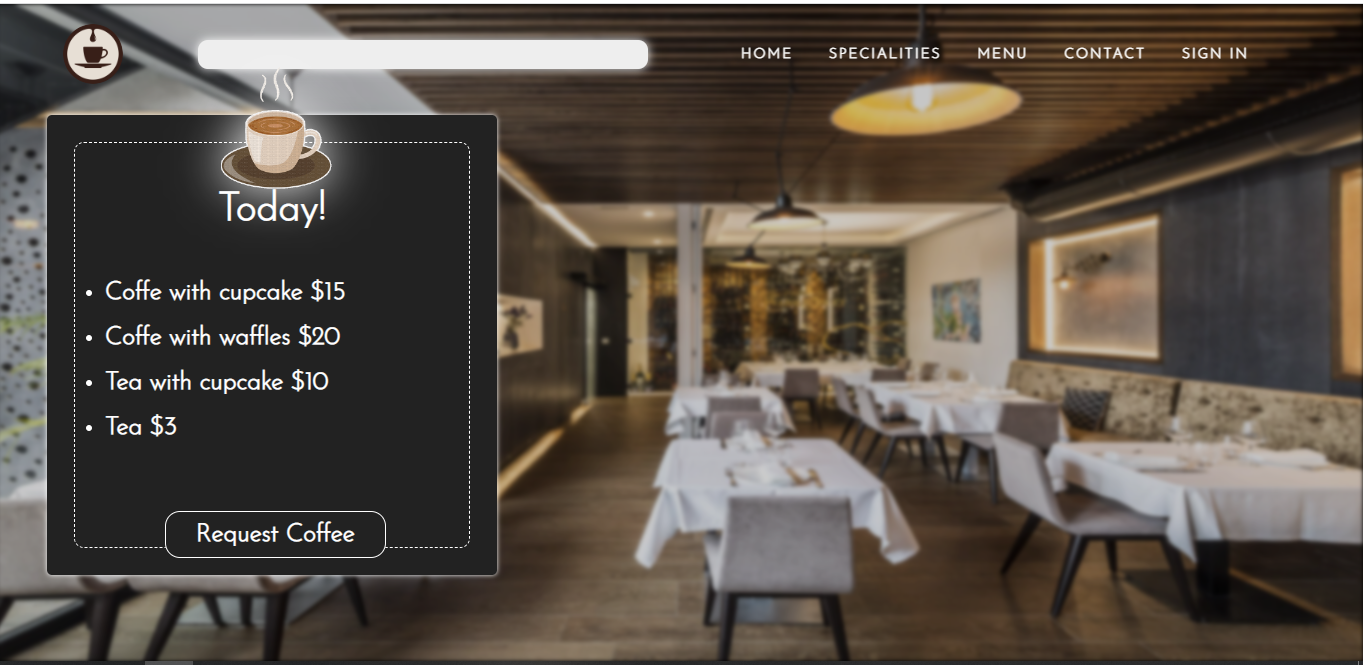 HOME SPECIALITIES MENU CONTACT SIGN IN
Today!
Coffe with cupcake $15
Coffe with waffles $20
Tea with cupcake $10
Tea $3
Request Coffee